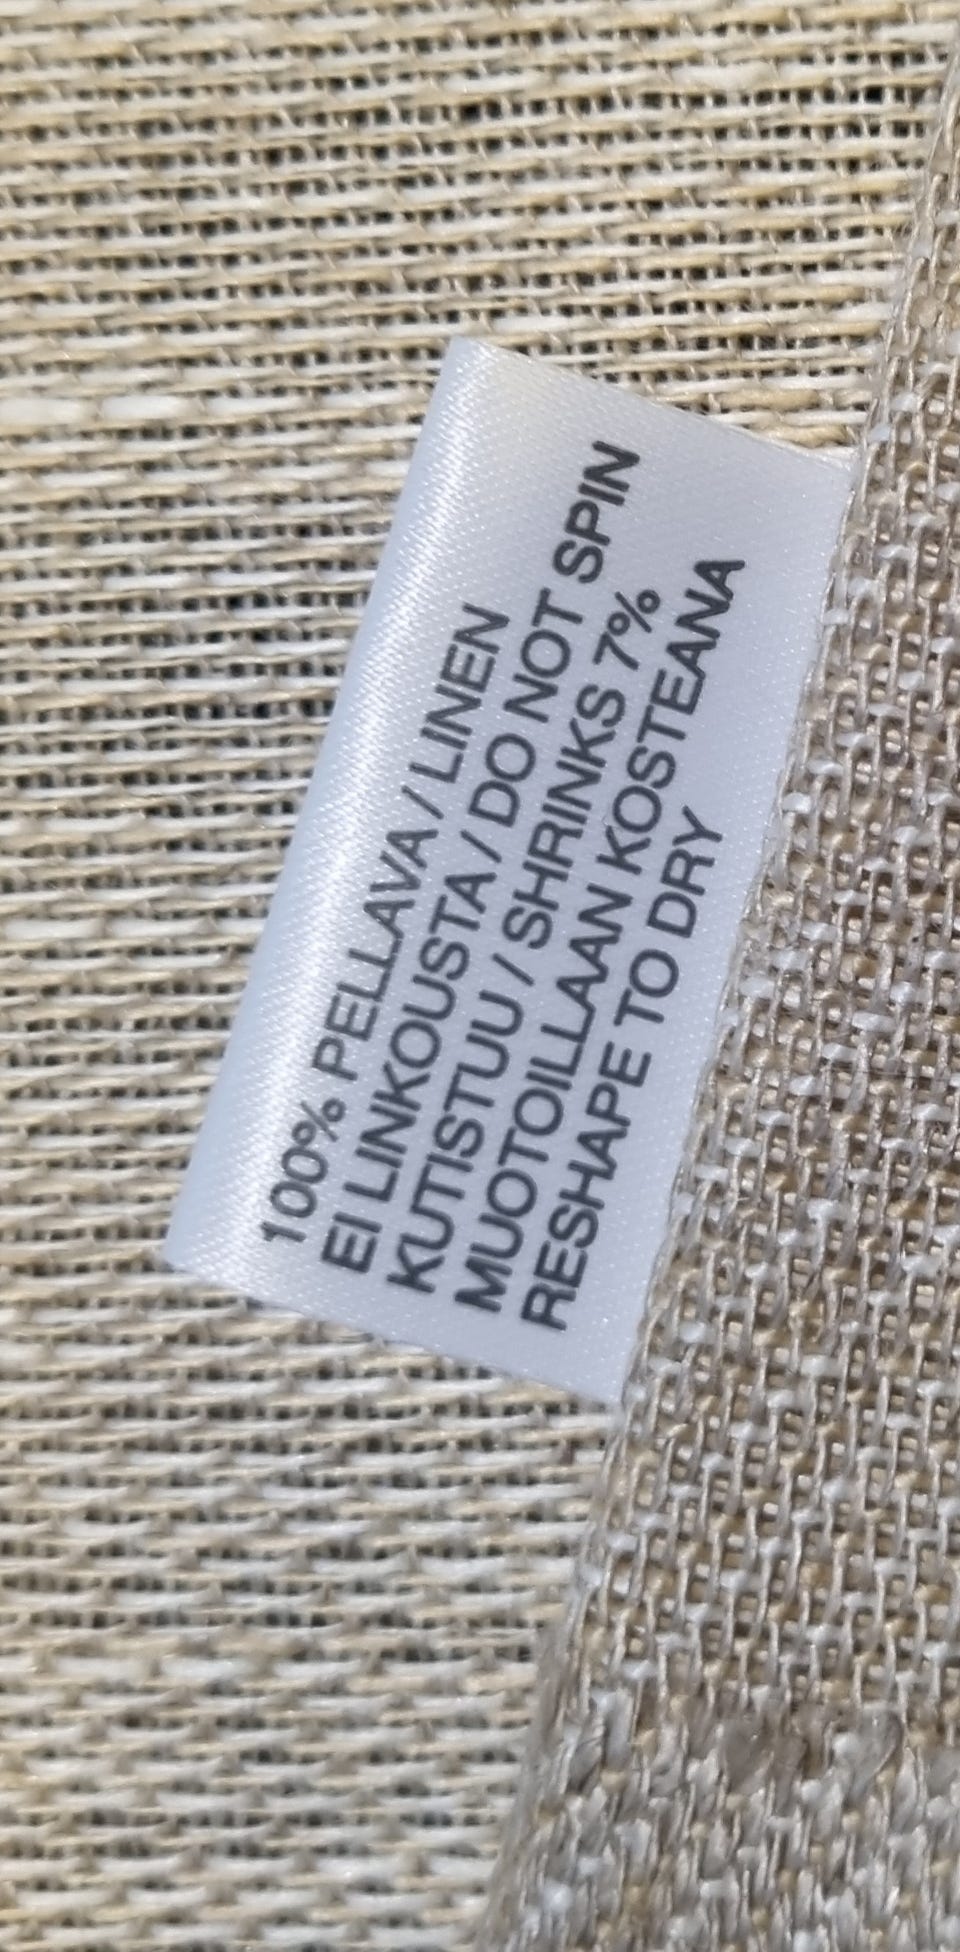 100% PELLAVA / LINEN
EI LINKOUSTA / DO NOT SPIN
KUTISTUU / SHRINKS 7%
MUOTOILLAAN KOSTEANA
RESHAPE TO DRY